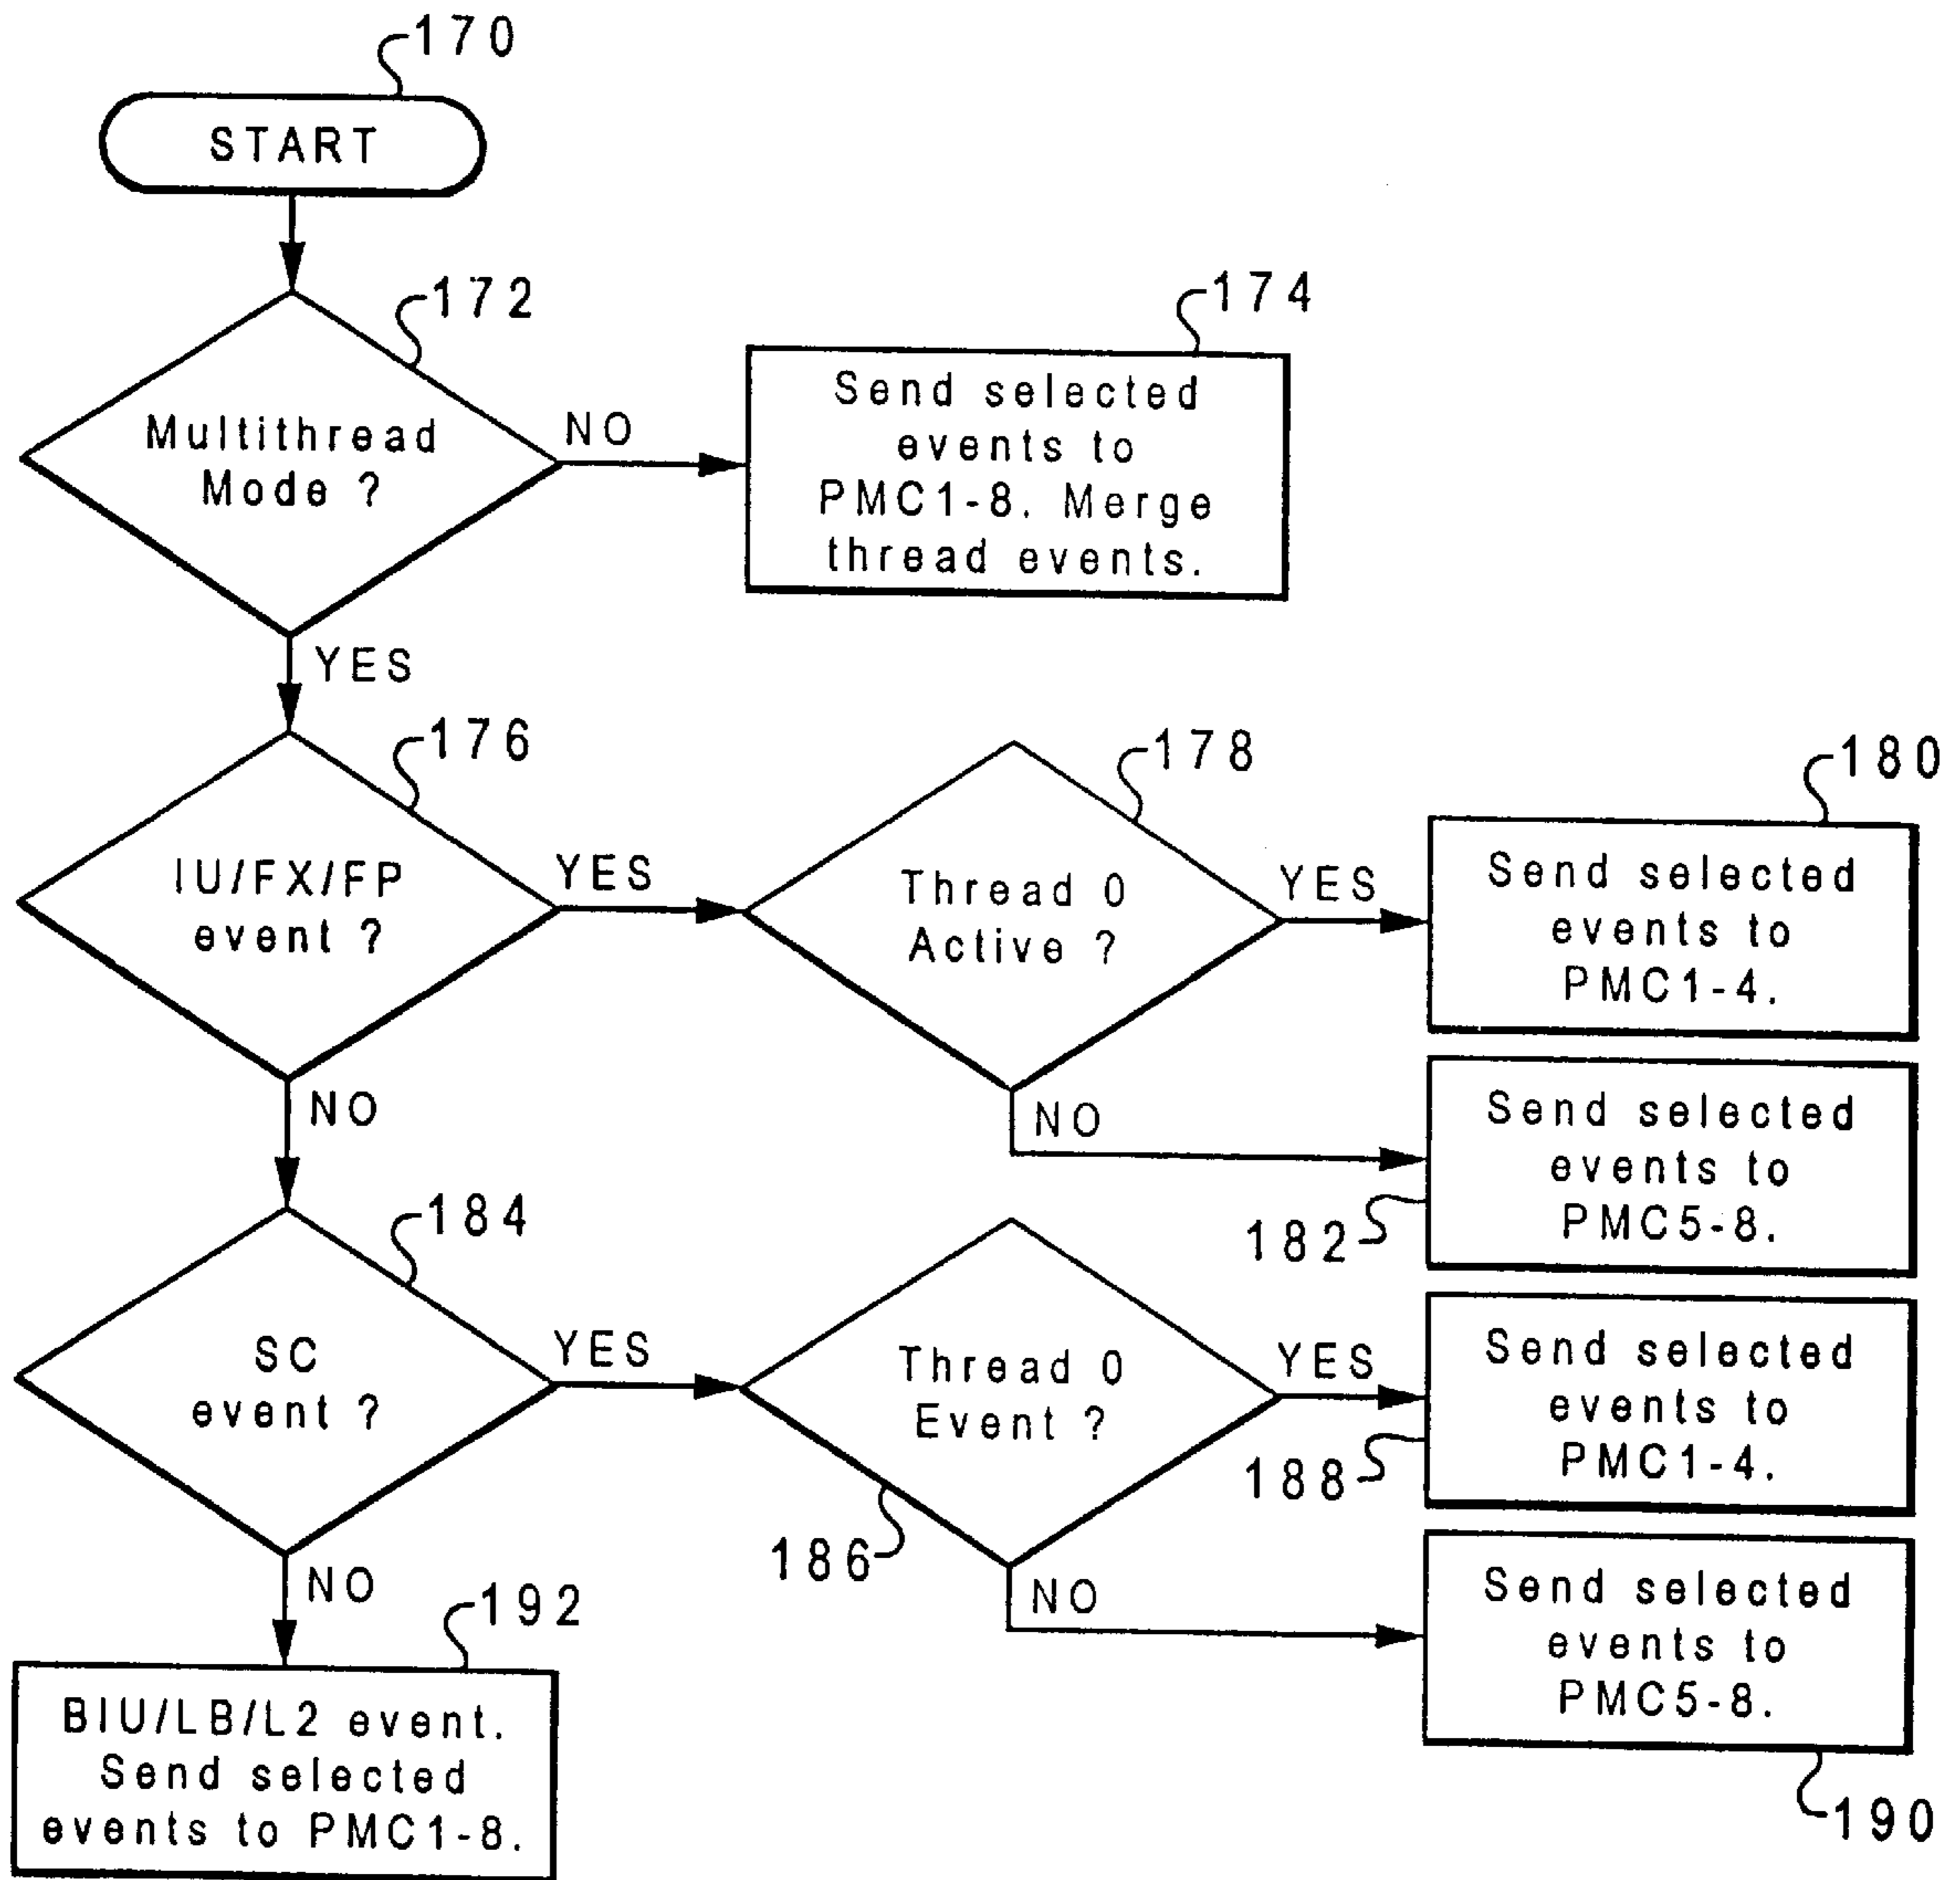 170
START
172
Multithread
Mode ?
NO
174
Send selected
events to
PMC1-8. Merge
thread events.
YES
176
IU/FX/FP
event ?
YES
178
Thread 0
Active ?
YES
180
Send selected
events to
PMC1-4.
NO
182
Send selected
events to
PMC5-8.
NO
184
SC
event ?
YES
186
Thread 0
Event ?
YES
188
Send selected
events to
PMC1-4.
NO
190
Send selected
events to
PMC5-8.
NO
192
BIU/LB/L2 event.
Send selected
events to PMC1-8.